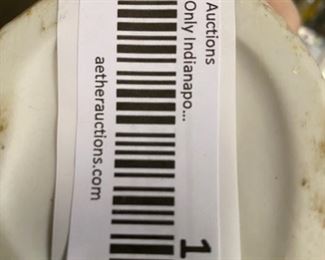 Auctions
Only Indianapo...
1
aetherauctions.com